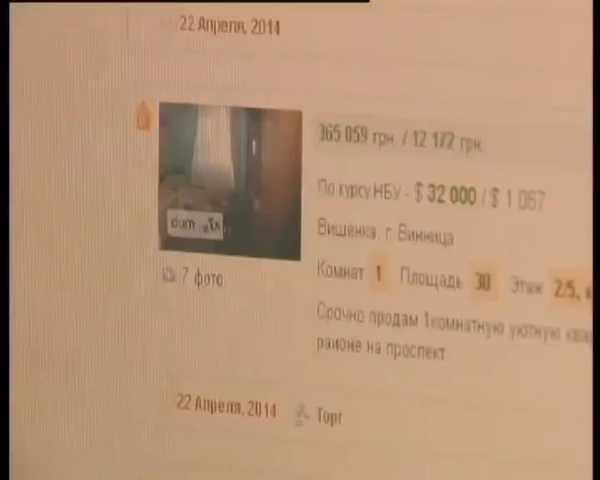 22 Апреля, 2014
365 059 грн. / 12 172 грн.
По курсу НБУ - $ 32 000 / $ 1 067
Вишенка, г. Винница
Комнат 1 Площадь 30 Этаж 2/5,
dom
7 фото
Срочно продам 1комнатную уютную
районе на проспект
22 Апреля, 2014 Торг